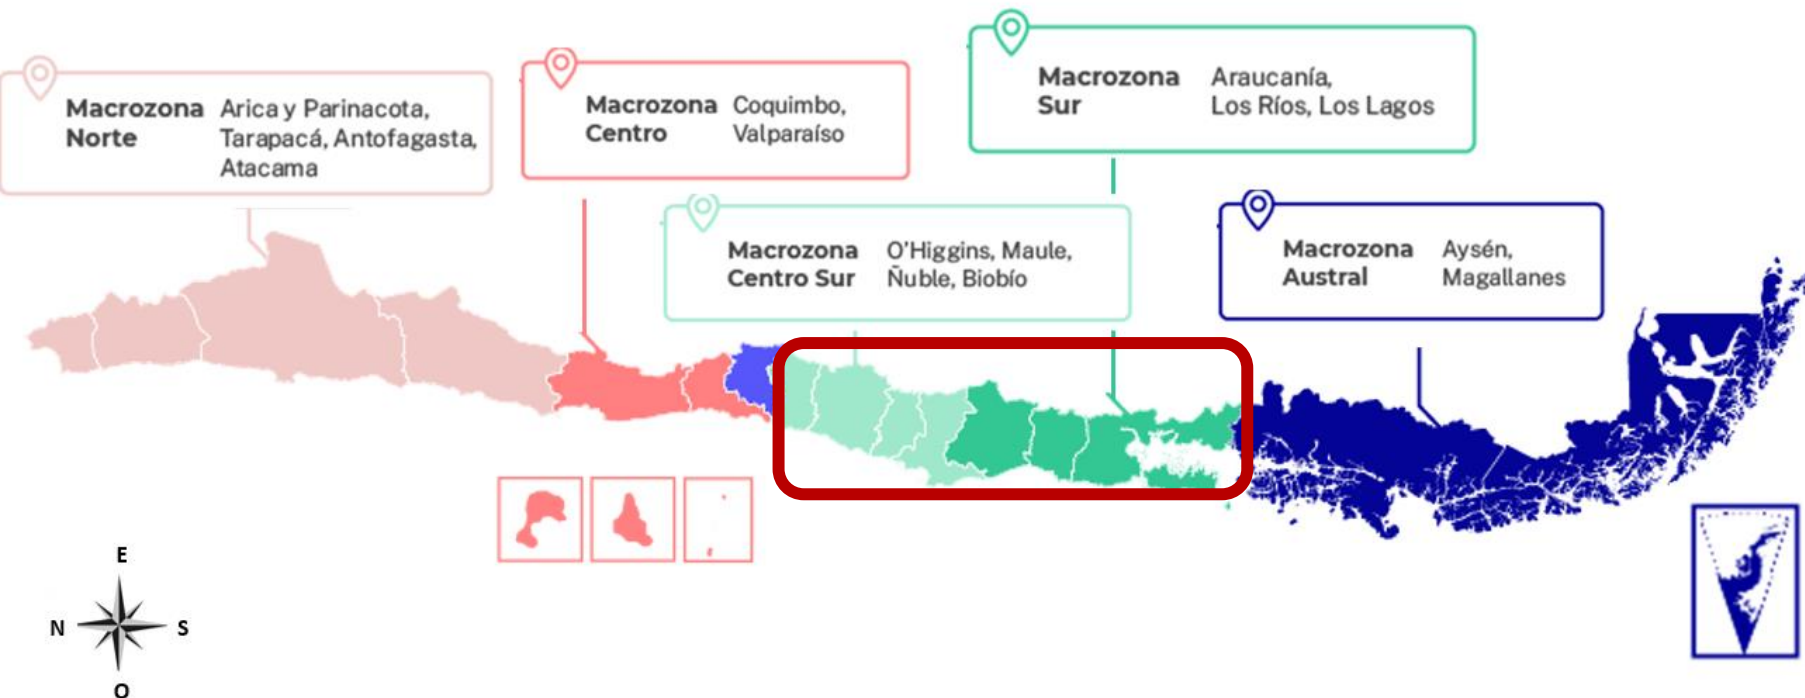 Macrozona
Norte
Arica y Parinacota,
Tarapacá, Antofagasta,
Atacama
Macrozona
Centro
Coquimbo,
Valparaíso
Macrozona
Sur
Araucanía,
Los Ríos, Los Lagos
Macrozona
Centro Sur
O’Higgins, Maule,
Ñuble, Biobío
Macrozona
Austral
Aysén,
Magallanes
E
N
S
O